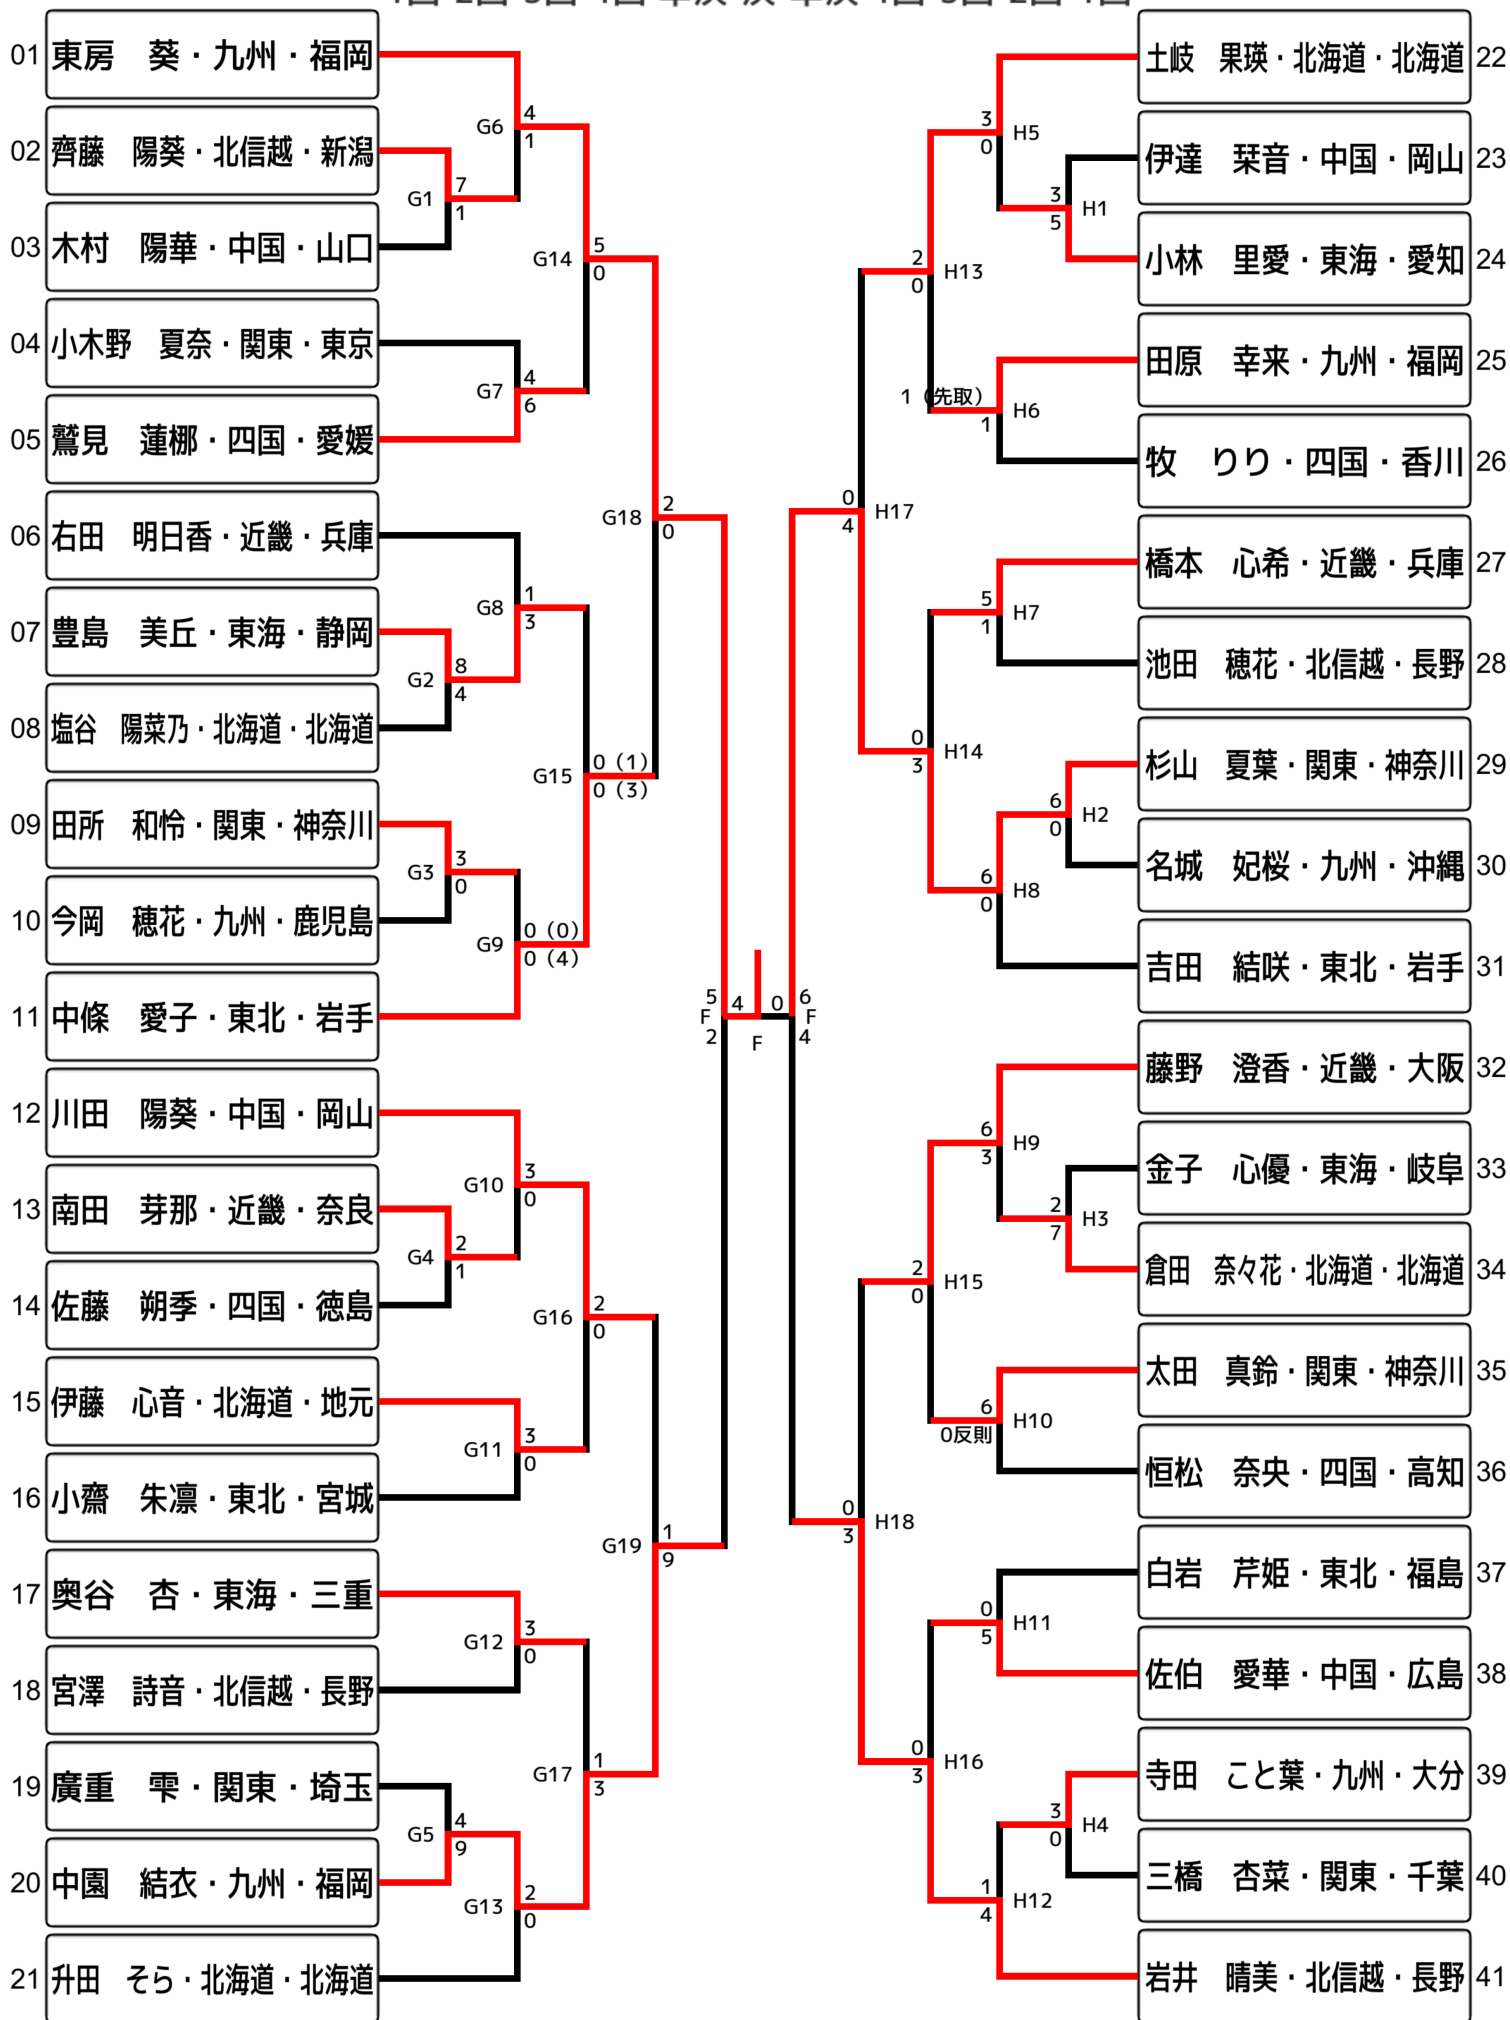 01 東房　葵・九州・福岡
02 齊藤　陽葵・北信越・新潟
03 木村　陽華・中国・山口
04 小木野　夏奈・関東・東京
05 鷲見　蓮梛・四国・愛媛
06 右田　明日香・近畿・兵庫
07 豊島　美丘・東海・静岡
08 塩谷　陽菜乃・北海道・北海道
09 田所　和怜・関東・神奈川
10 今岡　穂花・九州・鹿児島
11 中條　愛子・東北・岩手
12 川田　陽葵・中国・岡山
13 南田　芽那・近畿・奈良
14 佐藤　朔季・四国・徳島
15 伊藤　心音・北海道・地元
16 小齋　朱凛・東北・宮城
17 奥谷　杏・東海・三重
18 宮澤　詩音・北信越・長野
19 廣重　雫・関東・埼玉
20 中園　結衣・九州・福岡
21 升田　そら・北海道・北海道
G1 7 1
G2 8 4
G3 3 0
G4 2 1
G5 4 9
G6 4 1
G7 4 6
G8 1 3
G9 0（0） 0（4）
G10 3 0
G11 3 0
G12 3 0
G13 2 0
G14 5 0
G15 0（1） 0（3）
G16 2 0
G17 1 3
G18 2 0
G19 1 9
5 F 2
4 F 0
6 F 4
H17 0 4
H18 0 3
H13 2 0
H14 0 3
H15 2 0
H16 0 3
H5 3 0
H6 1（先取） 1
H7 5 1
H8 6 0
H9 6 3
H10 6 0反則
H11 0 5
H12 1 4
H1 3 5
H2 6 0
H3 2 7
H4 3 0
土岐　果瑛・北海道・北海道 22
伊達　栞音・中国・岡山 23
小林　里愛・東海・愛知 24
田原　幸来・九州・福岡 25
牧　りり・四国・香川 26
橋本　心希・近畿・兵庫 27
池田　穂花・北信越・長野 28
杉山　夏葉・関東・神奈川 29
名城　妃桜・九州・沖縄 30
吉田　結咲・東北・岩手 31
藤野　澄香・近畿・大阪 32
金子　心優・東海・岐阜 33
倉田　奈々花・北海道・北海道 34
太田　真鈴・関東・神奈川 35
恒松　奈央・四国・高知 36
白岩　芹姫・東北・福島 37
佐伯　愛華・中国・広島 38
寺田　こと葉・九州・大分 39
三橋　杏菜・関東・千葉 40
岩井　晴美・北信越・長野 41